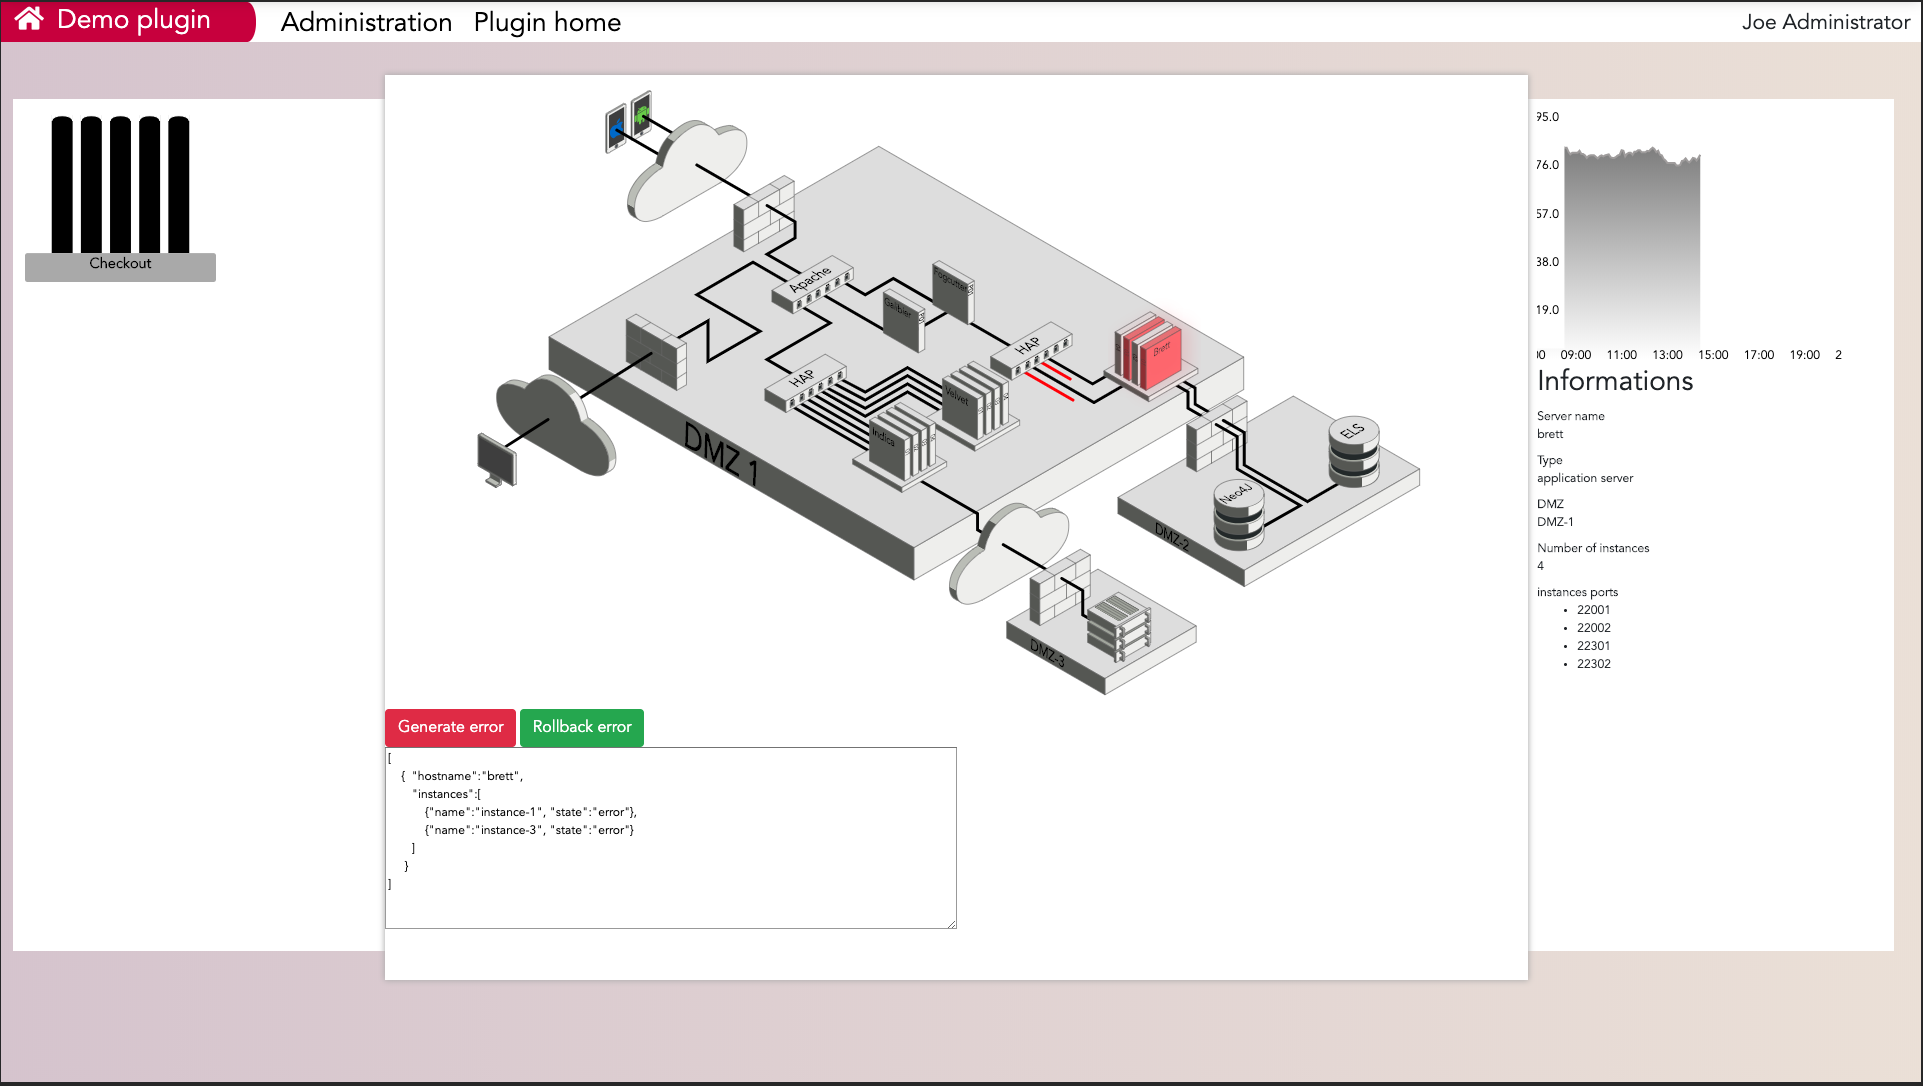 Demo plugin Administration Plugin home Joe Administrator
Checkout
Apache
Galibier
Fogcutter
HAP
Brett
HAP
Velvet
Indica
DMZ 1
ELS
Neo4J
DMZ-2
DMZ-3
Generate error Rollback error
[
{ "hostname":"brett",
"instances":[
{"name":"instance-1", "state":"error"},
{"name":"instance-3", "state":"error"}
]
}
]
95.0
76.0
57.0
38.0
19.0
00 09:00 11:00 13:00 15:00 17:00 19:00 2
Informations
Server name
brett
Type
application server
DMZ
DMZ-1
Number of instances
4
instances ports
• 22001
• 22002
• 22301
• 22302